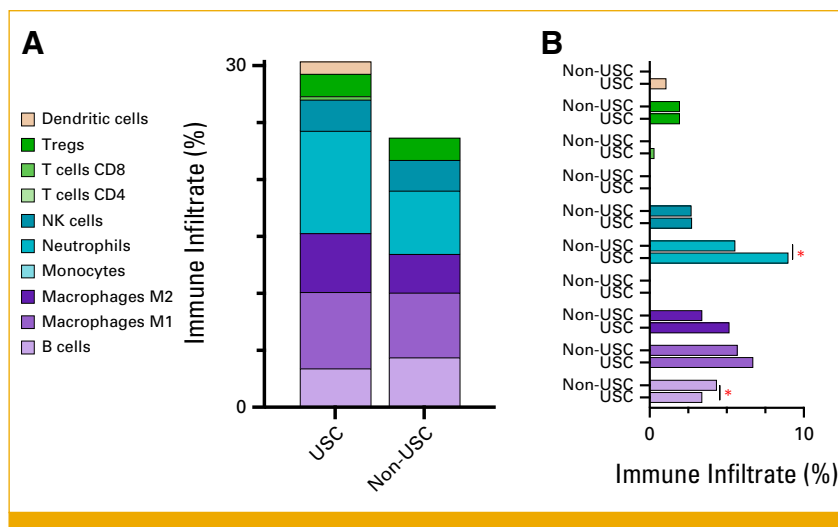 A
30
0
Immune Infiltrate (%)
USC
Non-USC
Dendritic cells
Tregs
T cells CD8
T cells CD4
NK cells
Neutrophils
Monocytes
Macrophages M2
Macrophages M1
B cells
B
Non-USC
USC
Non-USC
USC
Non-USC
USC
Non-USC
USC
Non-USC
USC
Non-USC
USC
*
Non-USC
USC
Non-USC
USC
Non-USC
USC
Non-USC
USC
*
0
10
Immune Infiltrate (%)